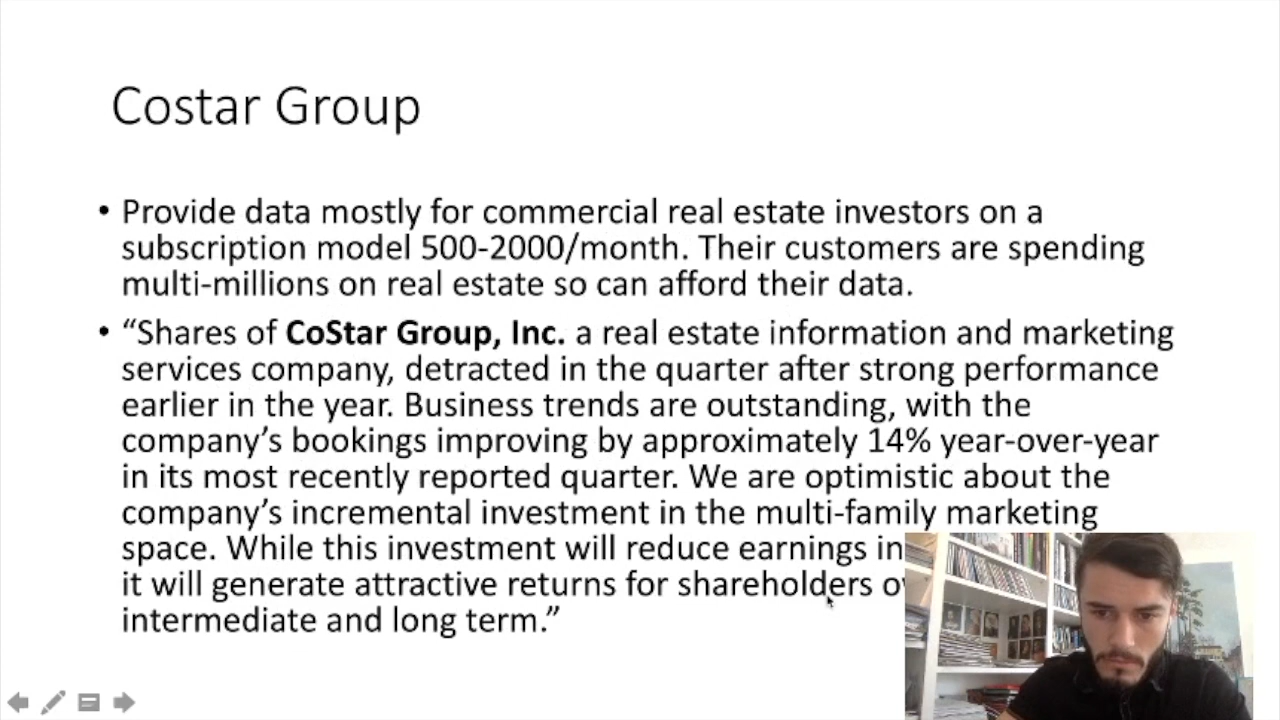 Costar Group
• Provide data mostly for commercial real estate investors on a
subscription model 500-2000/month. Their customers are spending
multi-millions on real estate so can afford their data.
• “Shares of CoStar Group, Inc. a real estate information and marketing
services company, detracted in the quarter after strong performance
earlier in the year. Business trends are outstanding, with the
company’s bookings improving by approximately 14% year-over-year
in its most recently reported quarter. We are optimistic about the
company’s incremental investment in the multi-family marketing
space. While this investment will reduce earnings in
it will generate attractive returns for shareholders
intermediate and long term.”